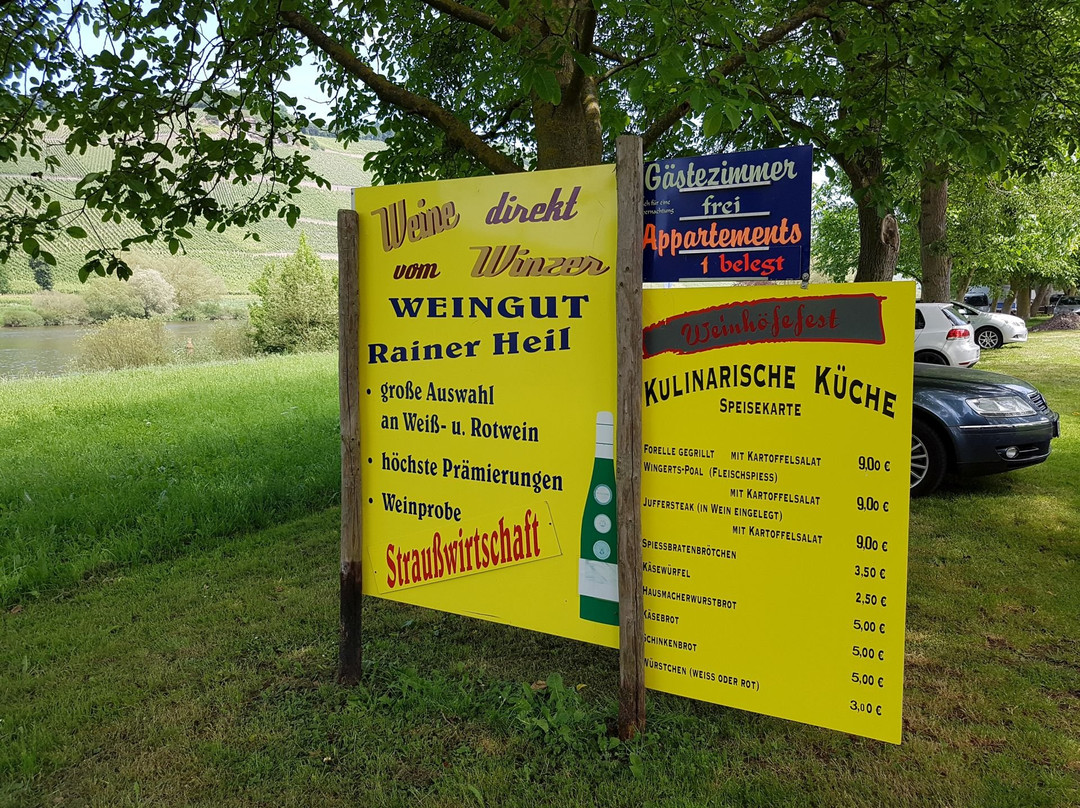 Weine direkt
vom Winzer
WEINGUT
Rainer Heil
• große Auswahl
an Weiß- u. Rotwein
• höchste Prämierungen
• Weinprobe
Straußwirtschaft
Gästezimmer
für eine
frei
Appartements
1 belegt
Weinhöfefest
KULINARISCHE KÜCHE
SPEISEKARTE
FORELLE GEGRILLT MIT KARTOFFELSALAT 9,00 €
WINGERTS-POAL (FLEISCHSPIESS)
MIT KARTOFFELSALAT 9,00 €
JUFFERSTEAK (IN WEIN EINGELEGT)
MIT KARTOFFELSALAT 9,00 €
SPIESSBRATENBRÖTCHEN 3,50 €
KÄSEWÜRFEL 2,50 €
HAUSMACHERWURSTBROT 5,00 €
KÄSEBROT 5,00 €
SCHINKENBROT 5,00 €
WÜRSTCHEN (WEISS ODER ROT) 3,00 €